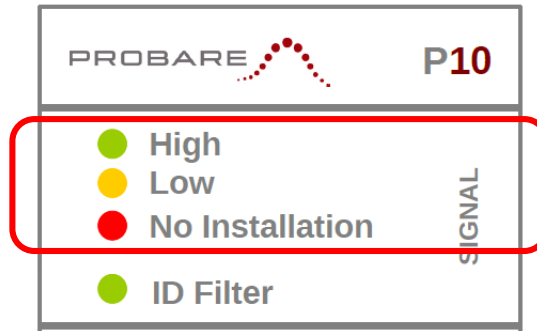 PROBARE P10
High
Low
No Installation
SIGNAL
ID Filter